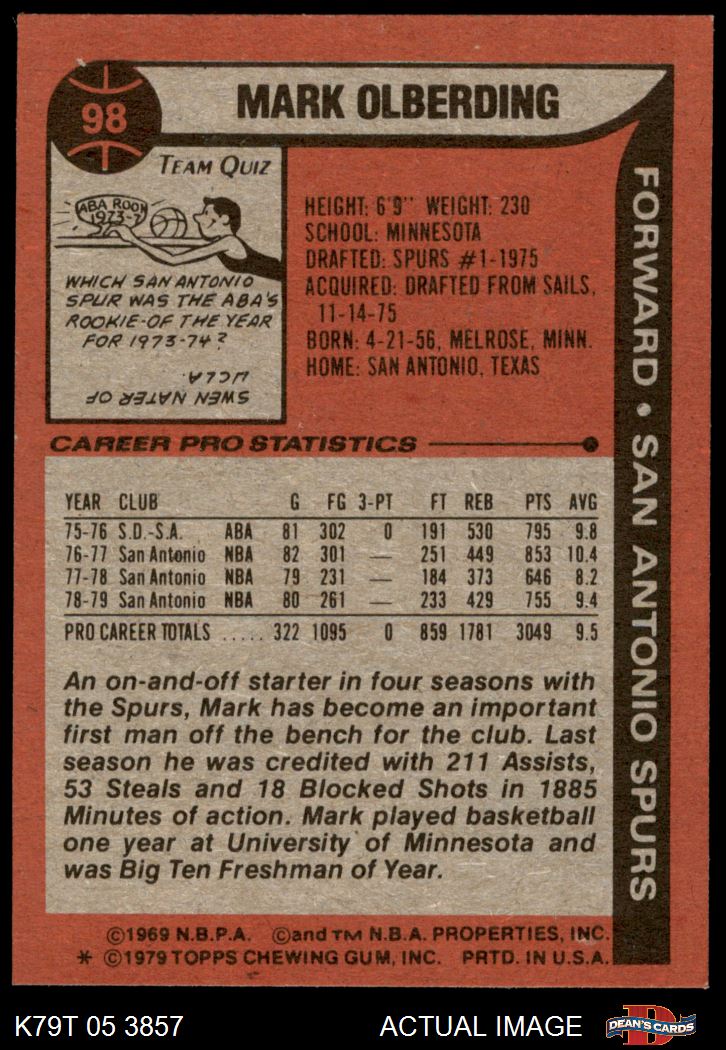 98
MARK OLBERDING
TEAM QUIZ
ABA ROOK
1973-7
WHICH SAN ANTONIO
SPUR WAS THE ABA'S
ROOKIE-OF THE YEAR
FOR 1973-74?
SWEN NATER OF
UCLA
HEIGHT: 6'9" WEIGHT: 230
SCHOOL: MINNESOTA
DRAFTED: SPURS #1-1975
ACQUIRED: DRAFTED FROM SAILS,
11-14-75
BORN: 4-21-56, MELROSE, MINN.
HOME: SAN ANTONIO, TEXAS
FORWARD • SAN ANTONIO SPURS
CAREER PRO STATISTICS
YEAR CLUB G FG 3-PT FT REB PTS AVG
75-76 S.D.-S.A. ABA 81 302 0 191 530 795 9.8
76-77 San Antonio NBA 82 301 — 251 449 853 10.4
77-78 San Antonio NBA 79 231 — 184 373 646 8.2
78-79 San Antonio NBA 80 261 — 233 429 755 9.4
PRO CAREER TOTALS ..... 322 1095 0 859 1781 3049 9.5
An on-and-off starter in four seasons with
the Spurs, Mark has become an important
first man off the bench for the club. Last
season he was credited with 211 Assists,
53 Steals and 18 Blocked Shots in 1885
Minutes of action. Mark played basketball
one year at University of Minnesota and
was Big Ten Freshman of Year.
©1969 N.B.P.A. ©and TM N.B.A. PROPERTIES, INC.
* ©1979 TOPPS CHEWING GUM, INC. PRTD. IN U.S.A.
K79T 05 3857 ACTUAL IMAGE D DEAN'S CARDS